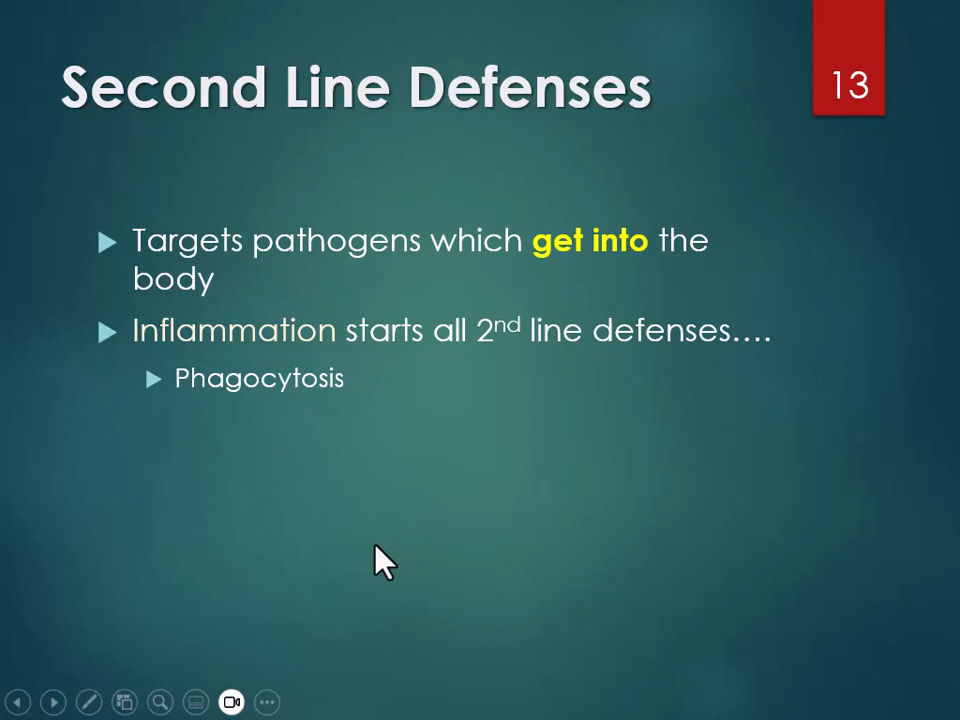 Second Line Defenses
13
Targets pathogens which get into the
body
Inflammation starts all 2nd line defenses....
Phagocytosis